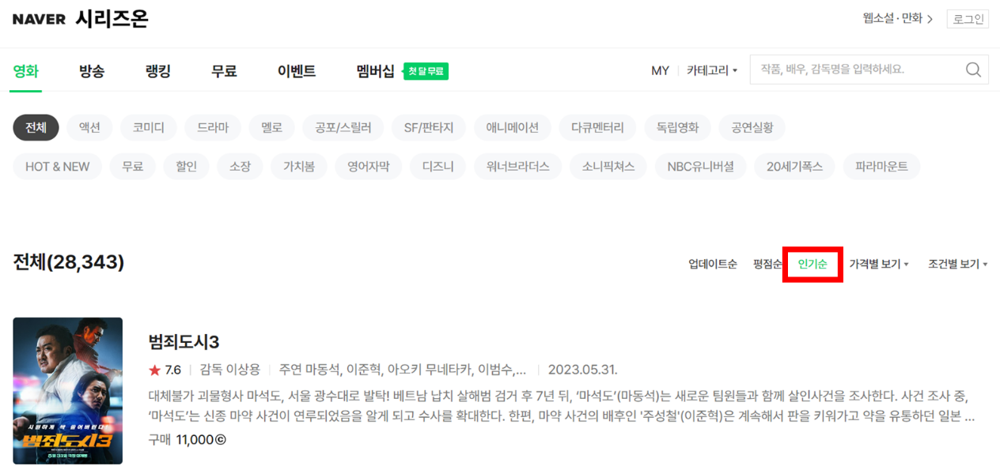 NAVER 시리즈온
웹소설 · 만화 > 로그인
영화 방송 랭킹 무료 이벤트 멤버십 첫 달 무료 MY 카테고리 작품, 배우, 감독명을 입력하세요.
전체 액션 코미디 드라마 멜로 공포/스릴러 SF/판타지 애니메이션 다큐멘터리 독립영화 공연실황
HOT & NEW 무료 할인 소장 가치봄 영어자막 디즈니 워너브라더스 소니픽쳐스 NBC유니버셜 20세기폭스 파라마운트
전체(28,343)
업데이트순 평점순 인기순 가격별 보기 조건별 보기
범죄도시3
★ 7.6 | 감독 이상용 | 주연 마동석, 이준혁, 아오키 무네타카, 이범수,... | 2023.05.31.
대체불가 괴물형사 마석도, 서울 광수대로 발탁! 베트남 납치 살해범 검거 후 7년 뒤, ‘마석도’(마동석)는 새로운 팀원들과 함께 살인사건을 조사한다. 사건 조사 중,
‘마석도’는 신종 마약 사건이 연루되었음을 알게 되고 수사를 확대한다. 한편, 마약 사건의 배후인 '주성철'(이준혁)은 계속해서 판을 키워가고 약을 유통하던 일본 ...
구매 11,000ⓒ
시원하게 싹 쓸어버린다!
범죄도시3